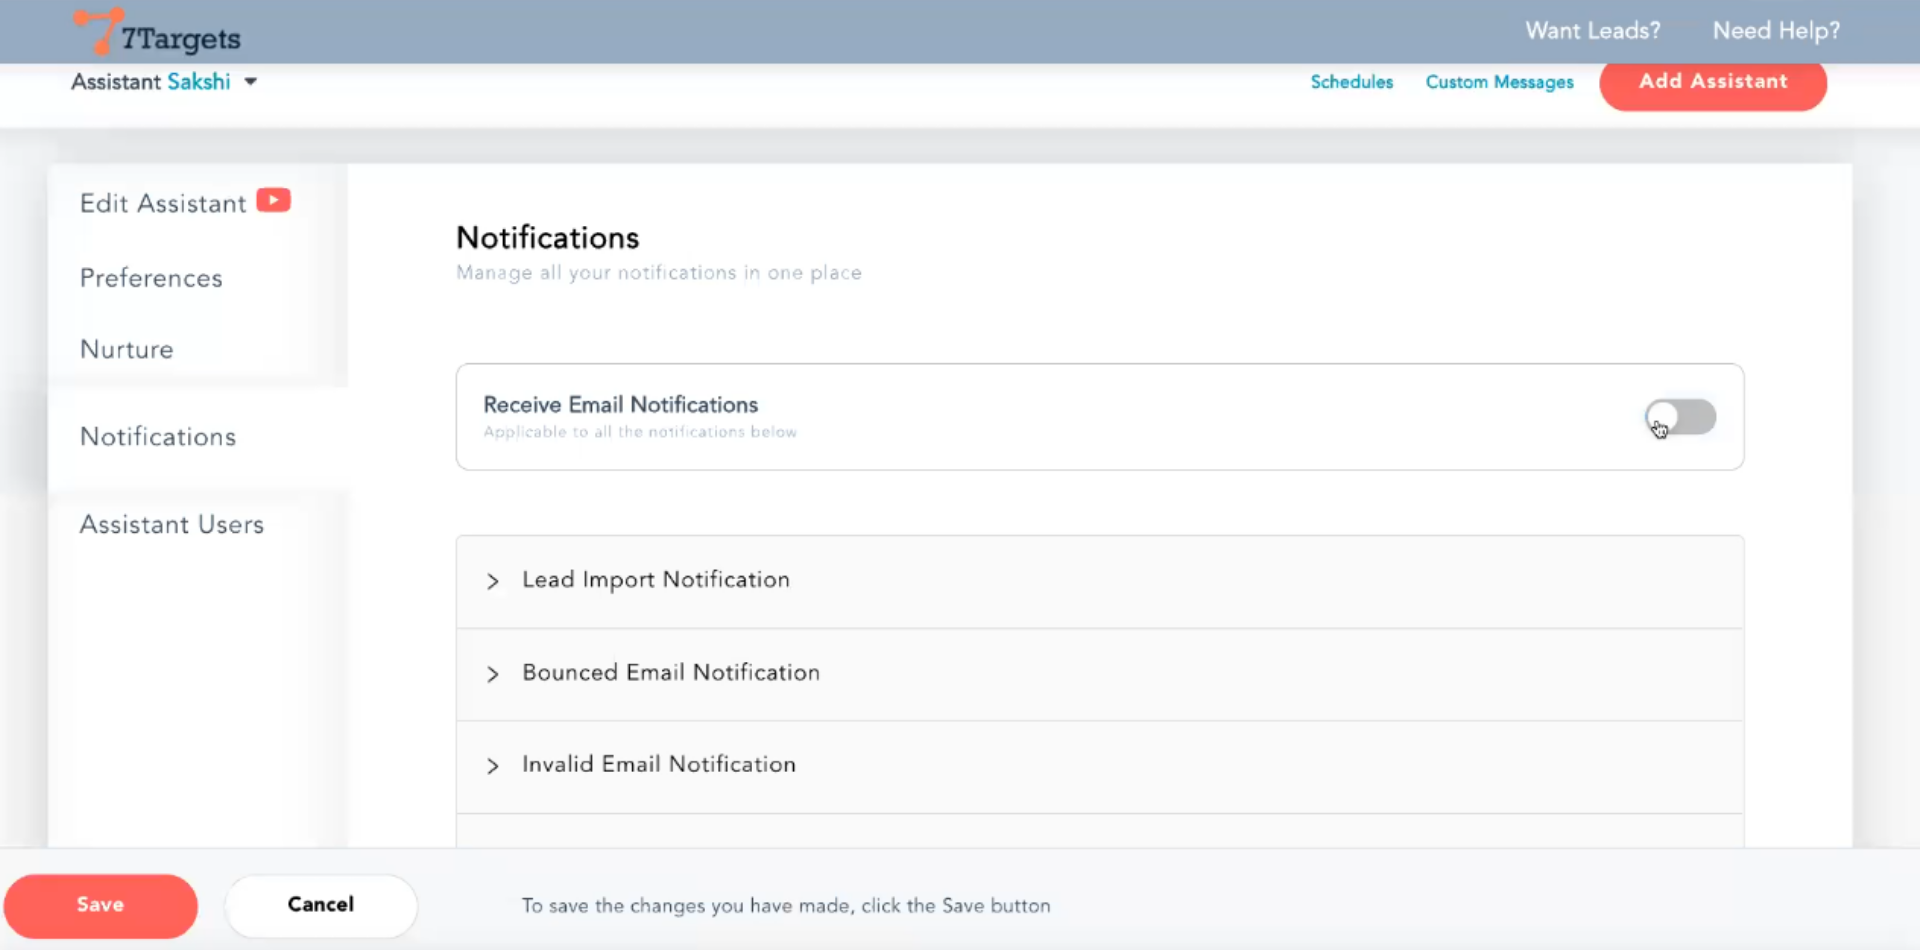 7Targets
Want Leads?
Need Help?
Assistant Sakshi
Schedules
Custom Messages
Add Assistant
Edit Assistant
Preferences
Nurture
Notifications
Assistant Users
Notifications
Manage all your notifications in one place
Receive Email Notifications
Applicable to all the notifications below
Lead Import Notification
Bounced Email Notification
Invalid Email Notification
Save
Cancel
To save the changes you have made, click the Save button